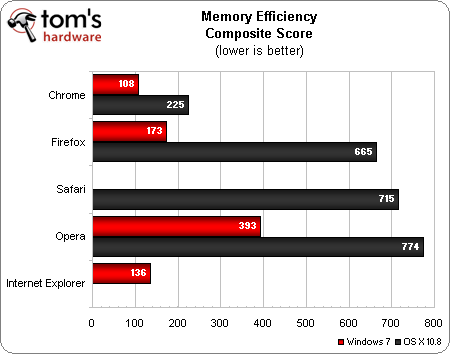 tom's
hardware
Memory Efficiency
Composite Score
(lower is better)
Chrome
108
225
Firefox
173
665
Safari
715
Opera
393
774
Internet Explorer
136
0 100 200 300 400 500 600 700 800
Windows 7 OS X 10.8